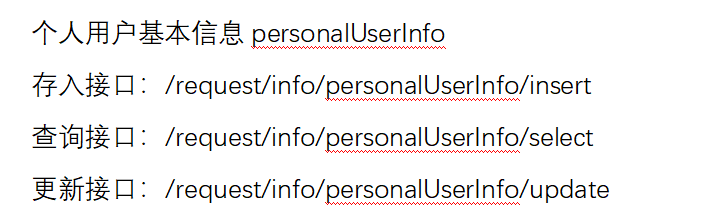 个人用户基本信息 personalUserInfo
存入接口：/request/info/personalUserInfo/insert
查询接口：/request/info/personalUserInfo/select
更新接口：/request/info/personalUserInfo/update